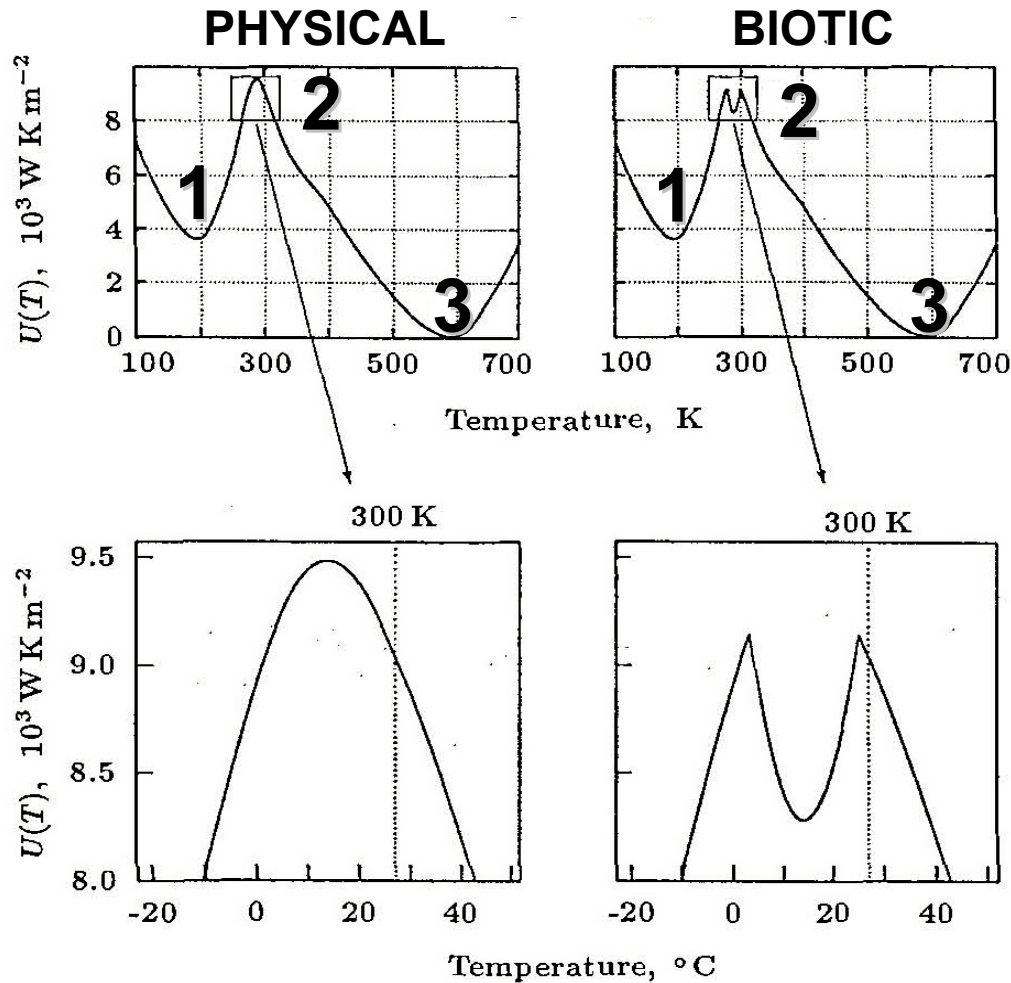 PHYSICAL
BIOTIC
U(T), 10³ W K m⁻²
8
6
4
2
0
1
2
3
100 300 500 700
1
2
3
100 300 500 700
Temperature, K
300 K
300 K
U(T), 10³ W K m⁻²
9.5
9.0
8.5
8.0
-20 0 20 40
-20 0 20 40
Temperature, °C